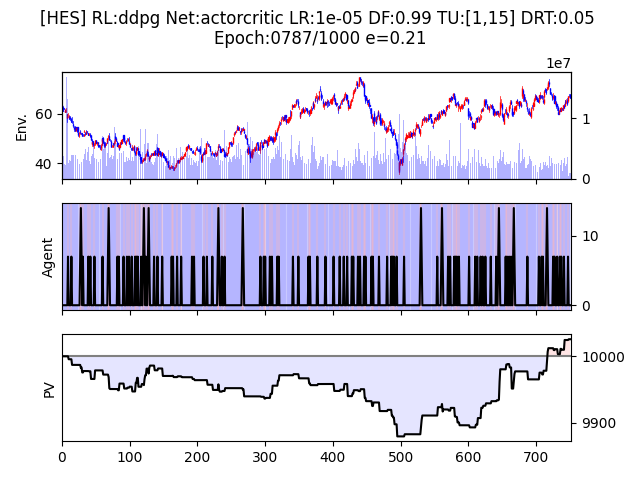 [HES] RL:ddpg Net:actorcritic LR:1e-05 DF:0.99 TU:[1,15] DRT:0.05
Epoch:0787/1000 e=0.21
1e7
Env.
60
40
1
0
Agent
10
0
PV
10000
9900
0 100 200 300 400 500 600 700